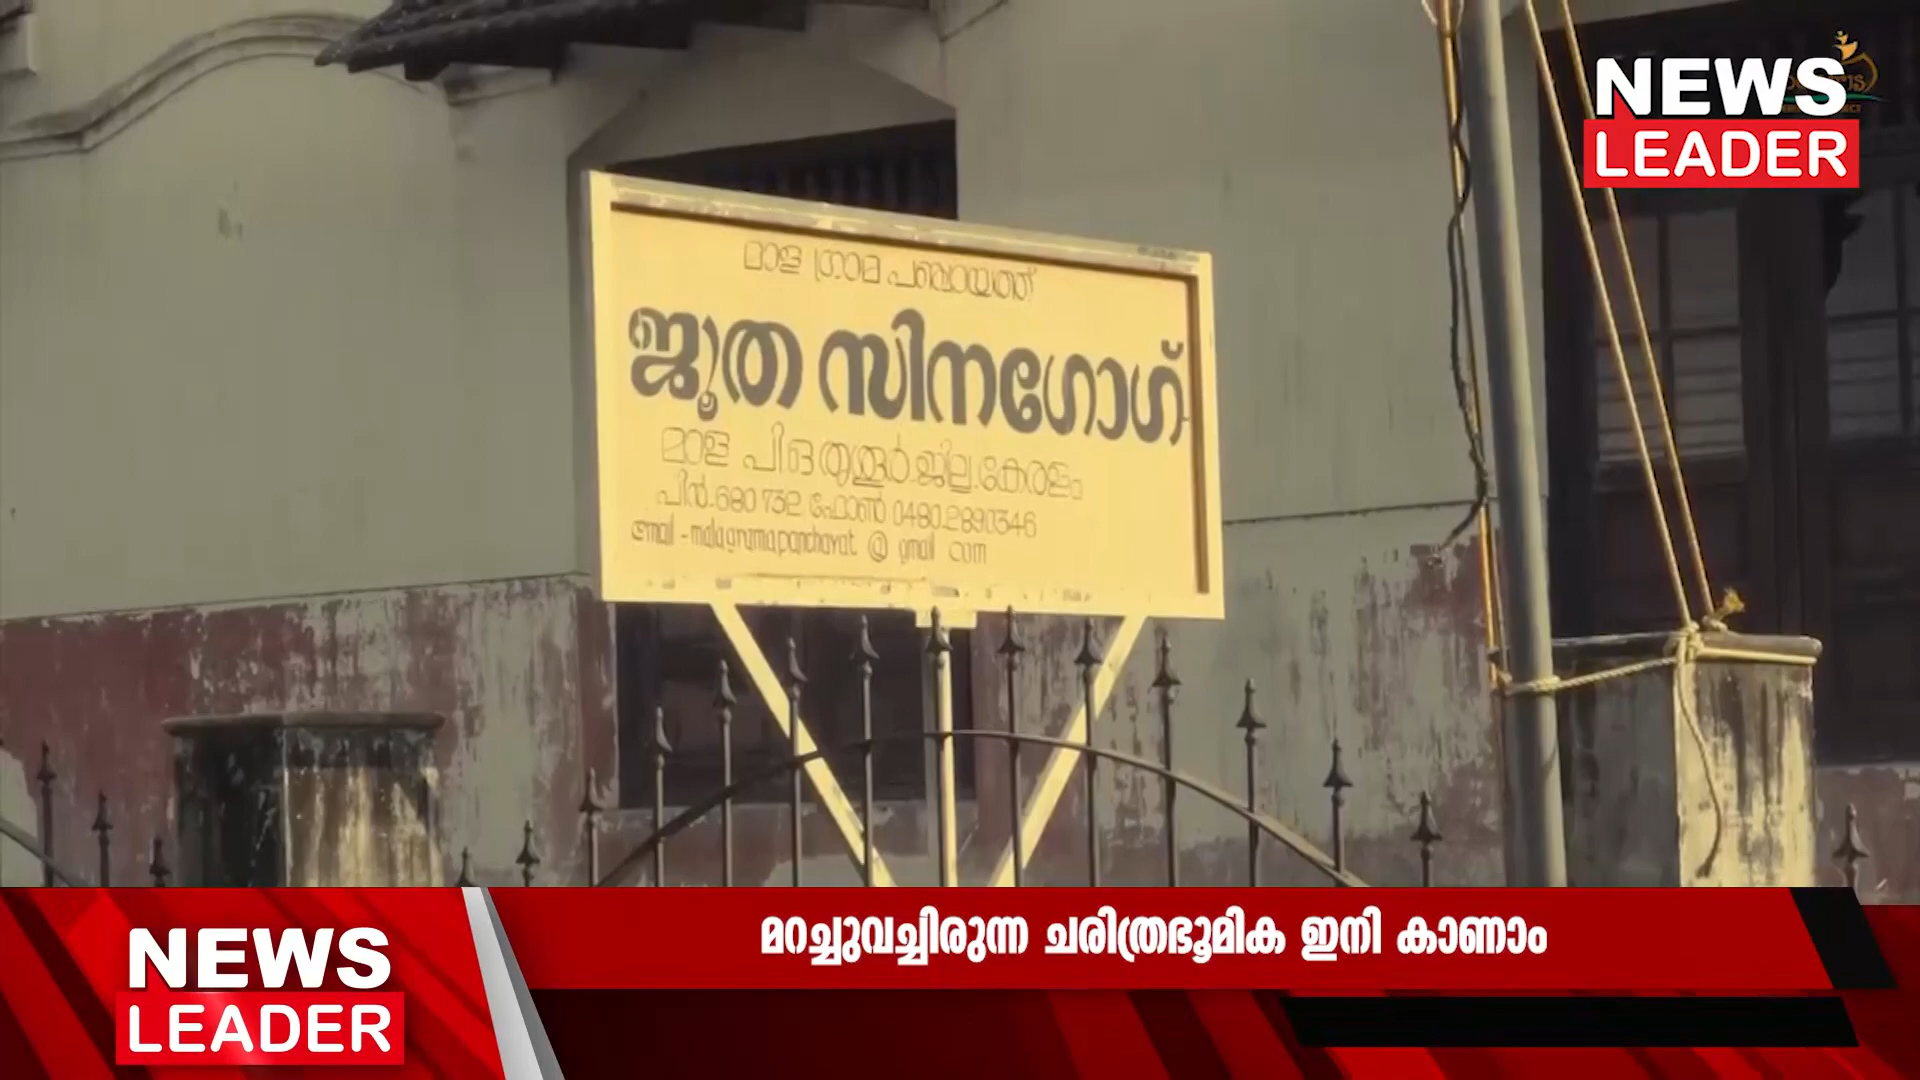 NEWS
LEADER
മാള ഗ്രാമ പഞ്ചായത്ത്
ജൂത സിനഗോഗ്
മാള പി ഒ തൃശൂർ ജില്ല. കേരളം
പിൻ.680 732 ഫോൺ 0480.2890346
email - malagramapanchayat @ gmail com
NEWS
LEADER
മറച്ചുവച്ചിരുന്ന ചരിത്രഭൂമിക ഇനി കാണാം